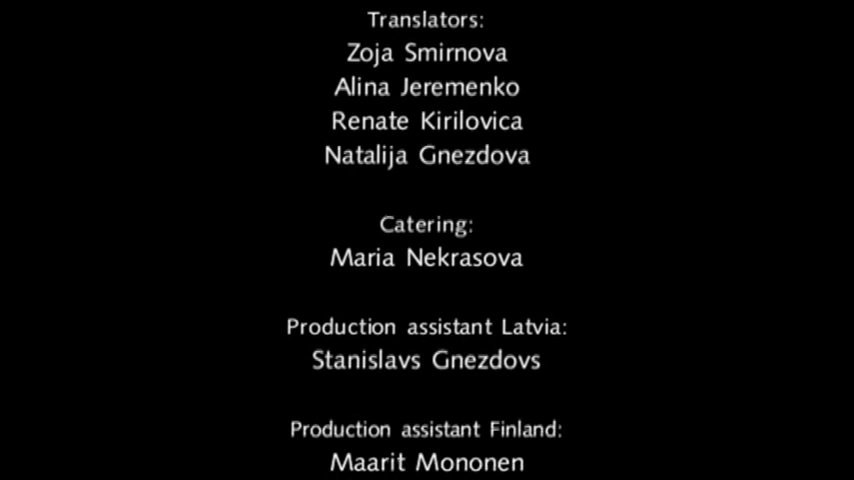 Translators:
Zoja Smirnova
Alina Jeremenko
Renate Kirilovica
Natalija Gnezdova
Catering:
Maria Nekrasova
Production assistant Latvia:
Stanislavs Gnezdovs
Production assistant Finland:
Maarit Mononen